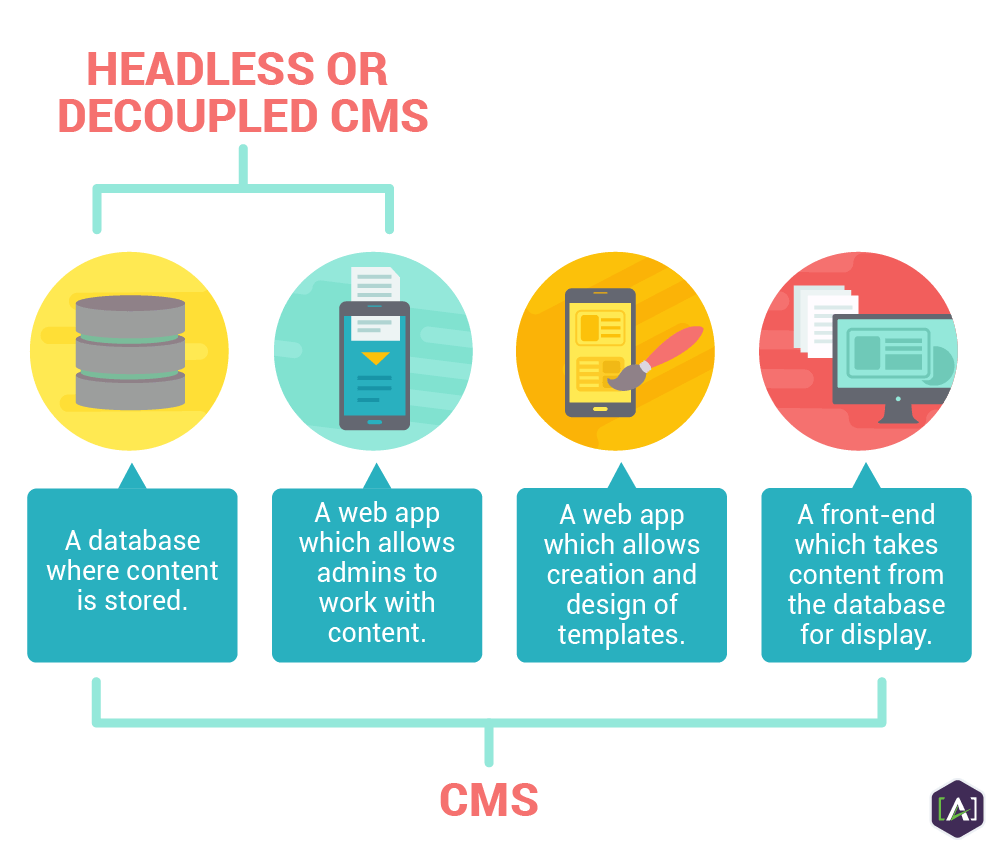 HEADLESS OR
DECOUPLED CMS
A database
where content
is stored.
A web app
which allows
admins to
work with
content.
A web app
which allows
creation and
design of
templates.
A front-end
which takes
content from
the database
for display.
CMS
[A]